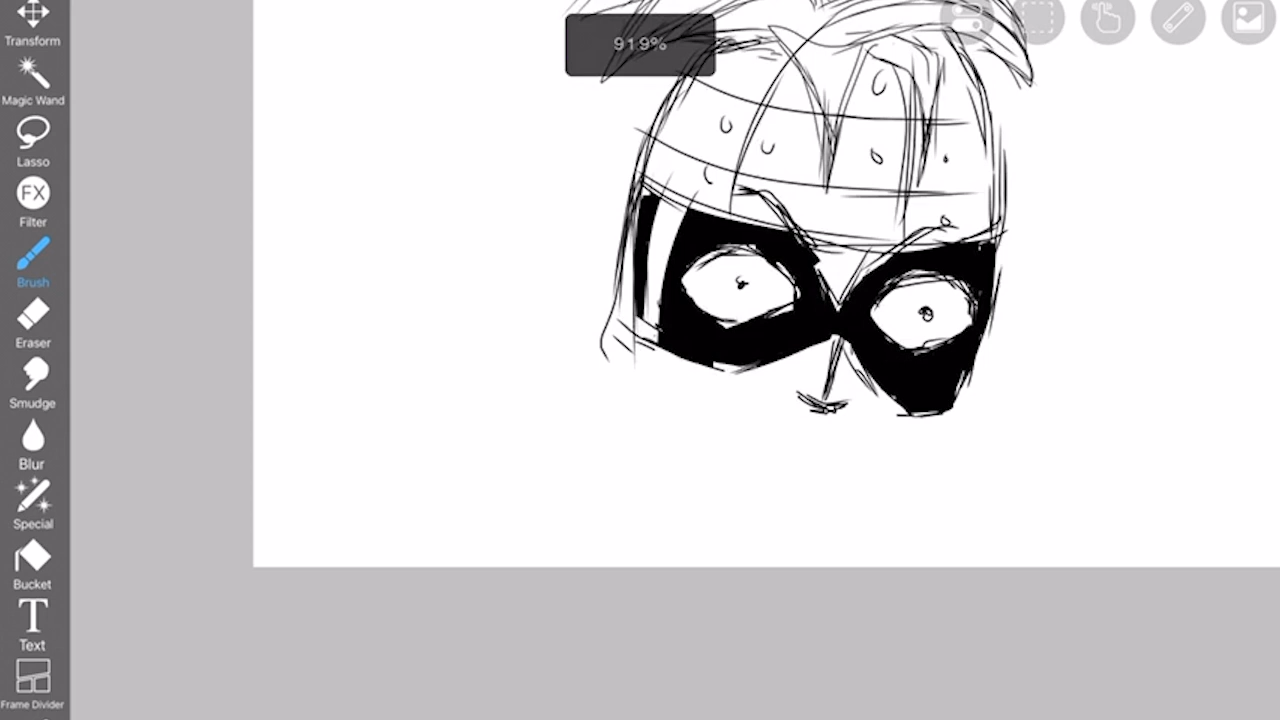 Transform
919%
Magic Wand
Lasso
FX
Filter
Brush
Eraser
Smudge
Blur
Special
Bucket
T
Text
Frame Divider